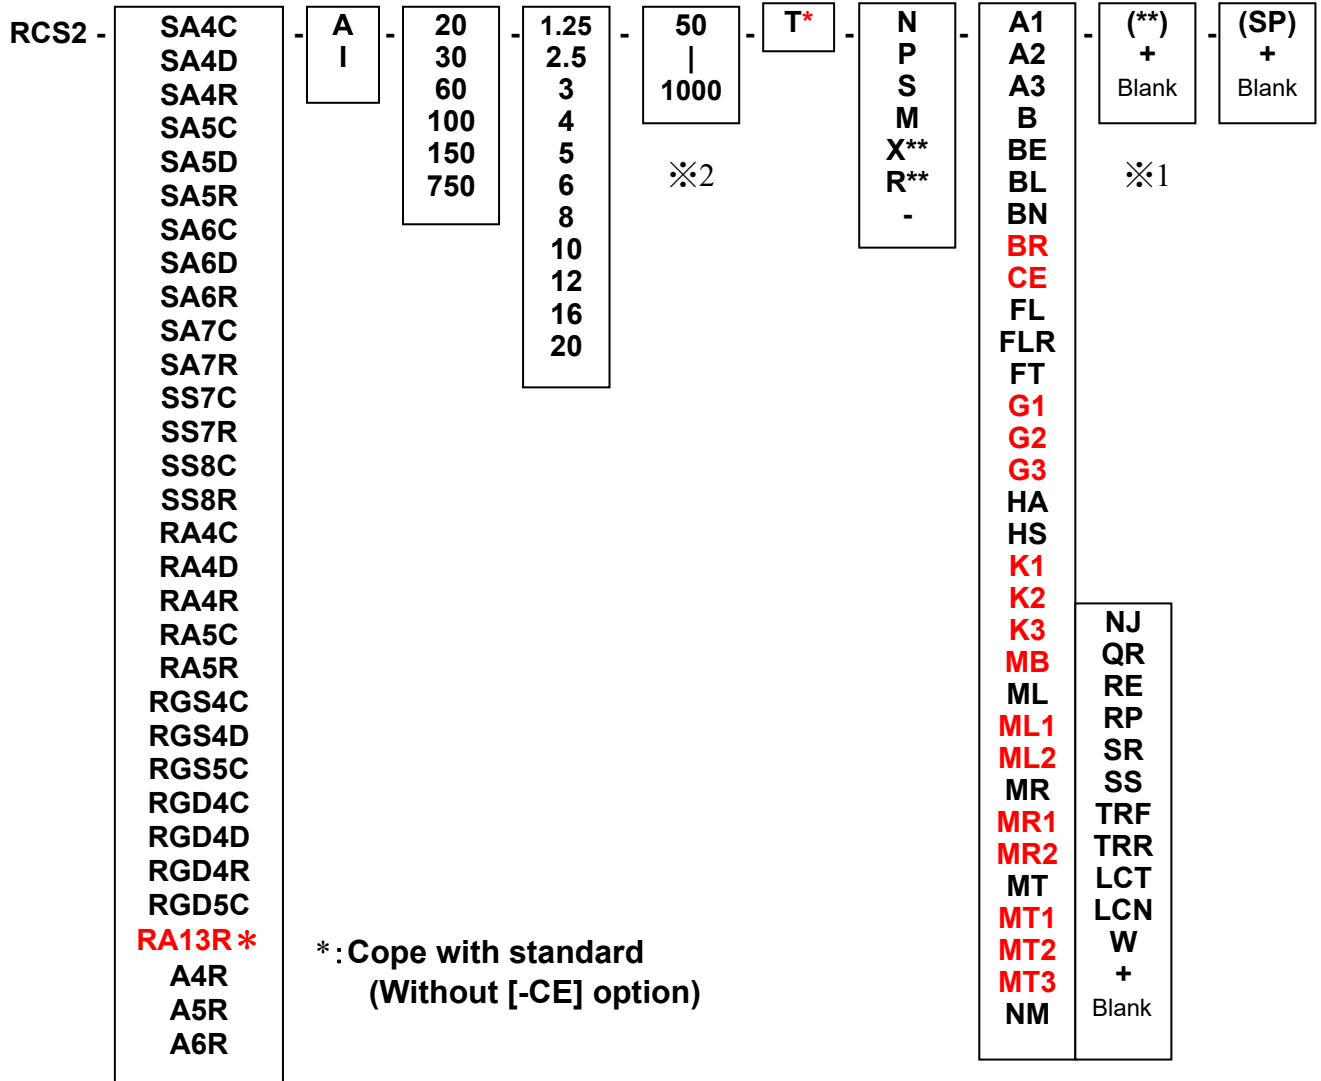 RCS2 -
SA4C
SA4D
SA4R
SA5C
SA5D
SA5R
SA6C
SA6D
SA6R
SA7C
SA7R
SS7C
SS7R
SS8C
SS8R
RA4C
RA4D
RA4R
RA5C
RA5R
RGS4C
RGS4D
RGS5C
RGD4C
RGD4D
RGD4R
RGD5C
RA13R＊
A4R
A5R
A6R
-
A
I
-
20
30
60
100
150
750
-
1.25
2.5
3
4
5
6
8
10
12
16
20
-
50
|
1000
※2
-
T*
-
N
P
S
M
X**
R**
-
-
A1
A2
A3
B
BE
BL
BN
BR
CE
FL
FLR
FT
G1
G2
G3
HA
HS
K1
K2
K3
MB
ML
ML1
ML2
MR
MR1
MR2
MT
MT1
MT2
MT3
NM
NJ
QR
RE
RP
SR
SS
TRF
TRR
LCT
LCN
W
+
Blank
-
(**)
+
Blank
※1
-
(SP)
+
Blank
*:Cope with standard
(Without [-CE] option)